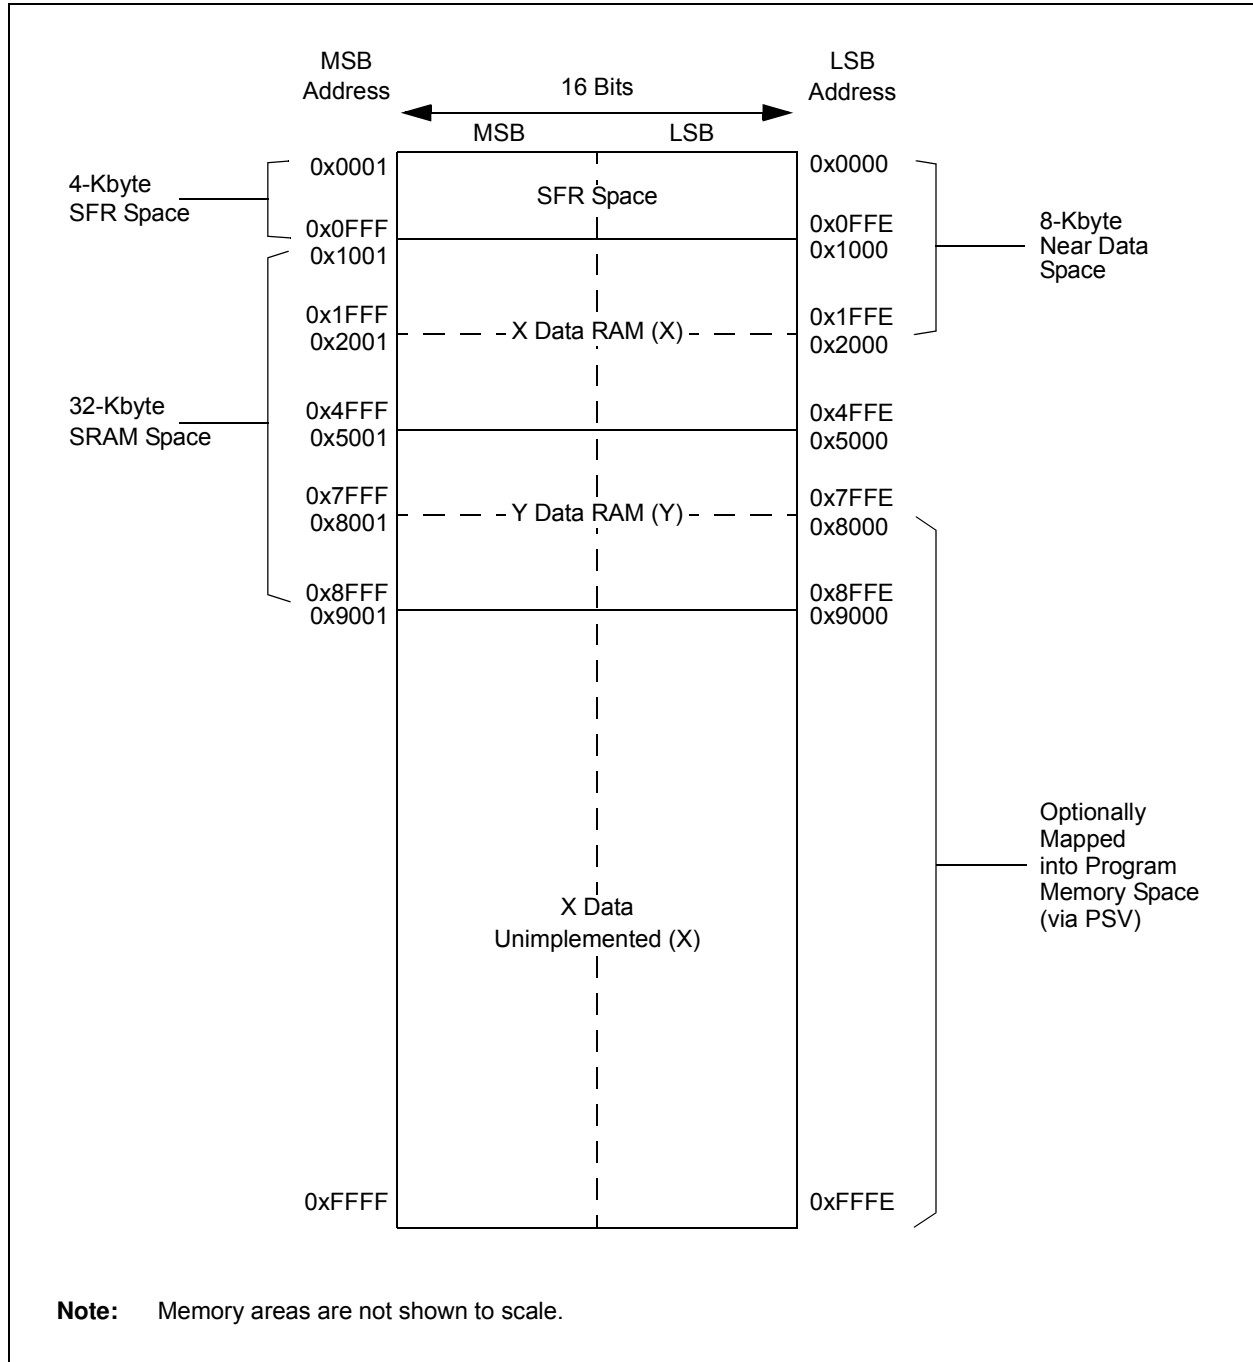 MSB
Address
16 Bits
LSB
Address
MSB
LSB
4-Kbyte
SFR Space
0x0001
0x0FFF
0x1001
SFR Space
0x0000
0x0FFE
0x1000
8-Kbyte
Near Data
Space
0x1FFF
0x2001
X Data RAM (X)
0x1FFE
0x2000
32-Kbyte
SRAM Space
0x4FFF
0x5001
0x4FFE
0x5000
0x7FFF
0x8001
Y Data RAM (Y)
0x7FFE
0x8000
0x8FFF
0x9001
0x8FFE
0x9000
X Data
Unimplemented (X)
Optionally
Mapped
into Program
Memory Space
(via PSV)
0xFFFF
0xFFFE
Note: Memory areas are not shown to scale.